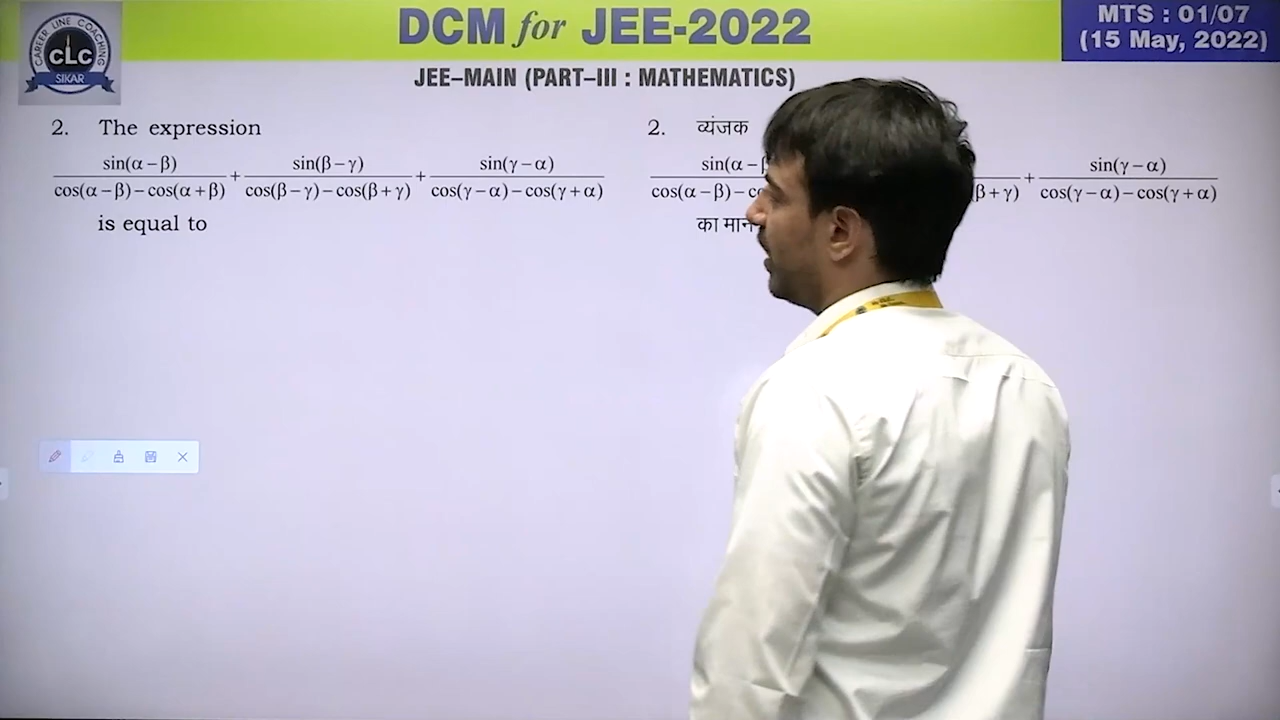 CAREER LINE COACHING
CLC
SIKAR
DCM for JEE-2022
MTS : 01/07
(15 May, 2022)
JEE–MAIN (PART–III : MATHEMATICS)
2. The expression
sin(α−β)/cos(α−β)−cos(α+β) + sin(β−γ)/cos(β−γ)−cos(β+γ) + sin(γ−α)/cos(γ−α)−cos(γ+α)
is equal to
2. व्यंजक
sin(α−/cos(α−β)− β+γ) + sin(γ−α)/cos(γ−α)−cos(γ+α)
का मान